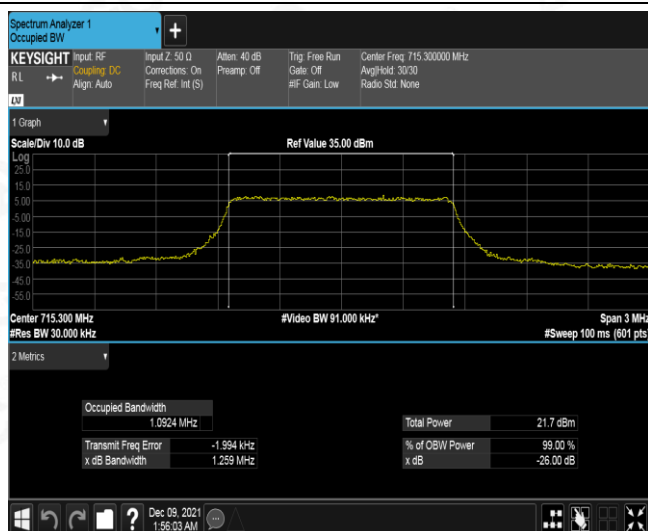 Spectrum Analyzer 1
Occupied BW
+
KEYSIGHT
RL
LXI
Input: RF
Coupling: DC
Align: Auto
Input Z: 50 Ω
Corrections: On
Freq Ref: Int (S)
Atten: 40 dB
Preamp: Off
Trig: Free Run
Gate: Off
#IF Gain: Low
Center Freq: 715.300000 MHz
Avg|Hold: 30/30
Radio Std: None
1 Graph
Scale/Div 10.0 dB
Ref Value 35.00 dBm
Log
25.0
15.0
5.00
-5.00
-15.0
-25.0
-35.0
-45.0
-55.0
Center 715.300 MHz
#Video BW 91.000 kHz*
Span 3 MHz
#Res BW 30.000 kHz
#Sweep 100 ms (601 pts)
2 Metrics
Occupied Bandwidth
1.0924 MHz
Total Power 21.7 dBm
Transmit Freq Error -1.994 kHz
% of OBW Power 99.00 %
x dB Bandwidth 1.259 MHz
x dB -26.00 dB
?
Dec 09, 2021
1:56:03 AM